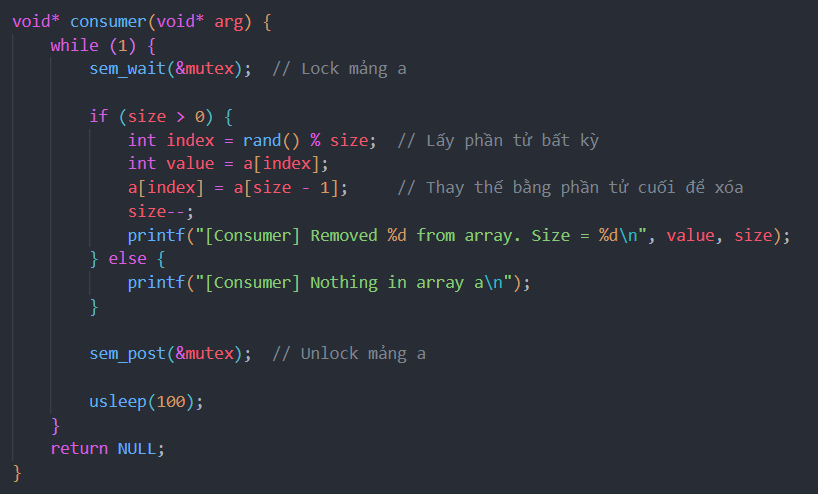 void* consumer(void* arg) {
    while (1) {
        sem_wait(&mutex);  // Lock mảng a

        if (size > 0) {
            int index = rand() % size;  // Lấy phần tử bất kỳ
            int value = a[index];
            a[index] = a[size - 1];     // Thay thế bằng phần tử cuối để xóa
            size--;
            printf("[Consumer] Removed %d from array. Size = %d\n", value, size);
        } else {
            printf("[Consumer] Nothing in array a\n");
        }

        sem_post(&mutex);  // Unlock mảng a

        usleep(100);
    }
    return NULL;
}